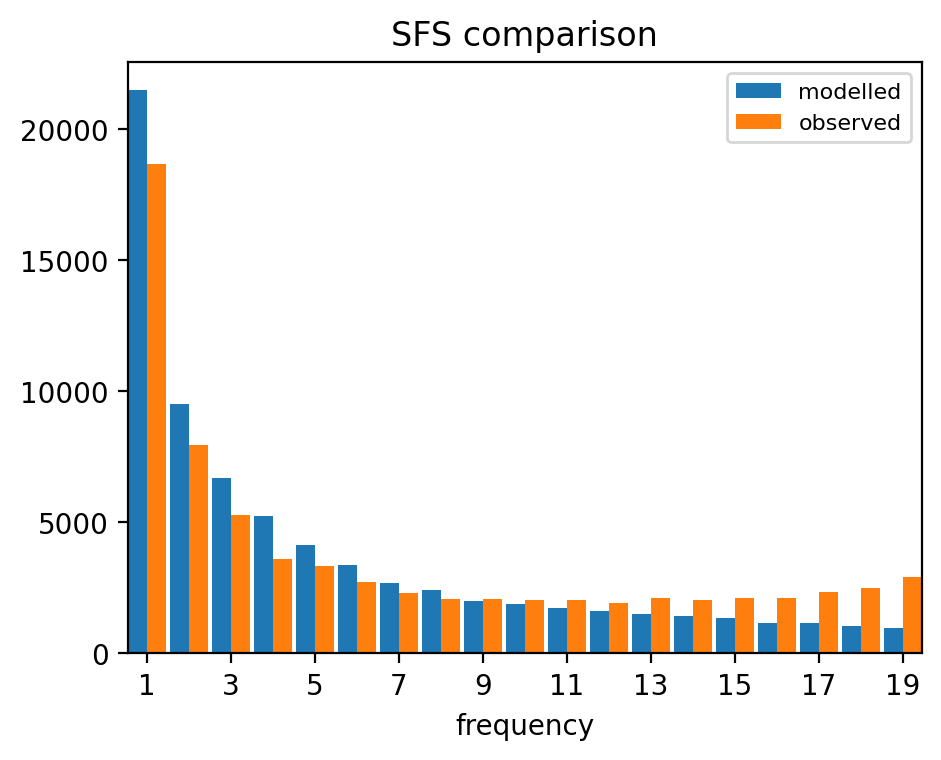 SFS comparison
modelled
observed
20000
15000
10000
5000
0
1 3 5 7 9 11 13 15 17 19
frequency